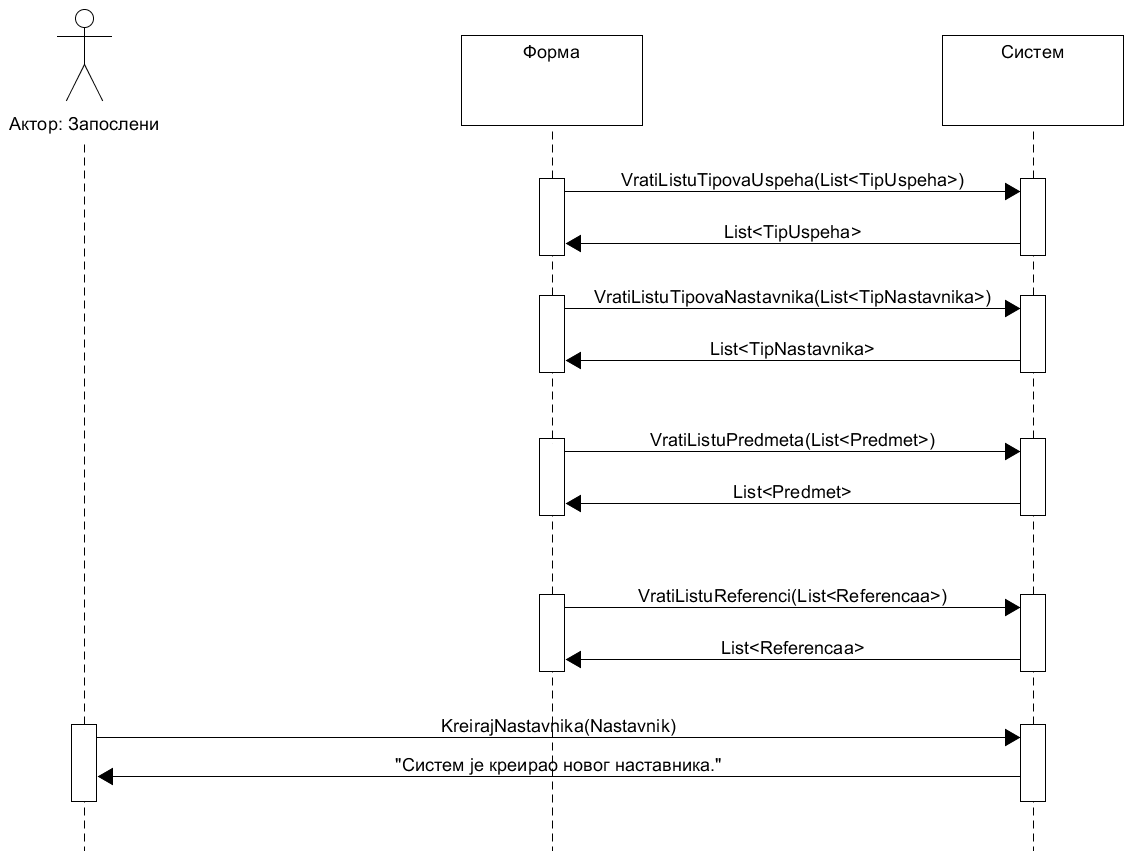 Форма
Систем
Актор: Запослени
VratiListuTipovaUspeha(List<TipUspeha>)
List<TipUspeha>
VratiListuTipovaNastavnika(List<TipNastavnika>)
List<TipNastavnika>
VratiListuPredmeta(List<Predmet>)
List<Predmet>
VratiListuReferenci(List<Referencaa>)
List<Referencaa>
KreirajNastavnika(Nastavnik)
"Систем је креирао новог наставника."